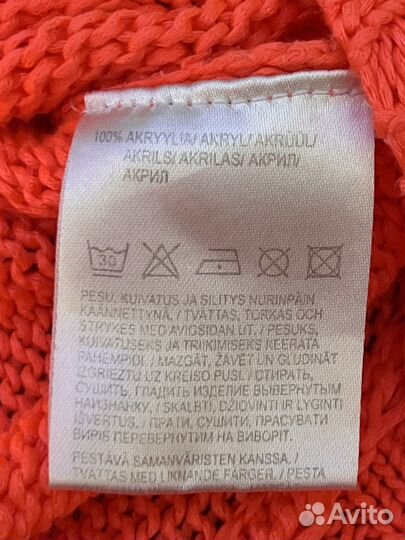 100% AKRYYLIA/ AKRYL/ AKRÜÜL/
AKRILS/ AKRILAS/ АКРИЛ/
АКРИЛ
30
PESU, KUIVATUS JA SILITYS NURINPÄIN
KÄÄNNETTYNÄ. / TVÄTTAS, TORKAS OCH
STRYKES MED AVIGSIDAN UT. / PESUKS,
KUIVATUSEKS JA TRIIKIMISEKS KEERATA
PAHEMPIDI. / MAZGĀT, ŽĀVĒT UN GLUDINĀT
IZGRIEZTU UZ KREISO PUSI. / СТИРАТЬ,
СУШИТЬ, ГЛАДИТЬ ИЗДЕЛИЕ ВЫВЕРНУТЫМ
НАИЗНАНКУ. / SKALBTI, DŽIOVINTI IR LYGINTI
IŠVERTUS. / ПРАТИ, СУШИТИ, ПРАСУВАТИ
ВИРІБ ПЕРЕВЕРНУТИМ НА ВИВОРІТ.
PESTÄVÄ SAMANVÄRISTEN KANSSA. /
TVÄTTAS MED LIKNANDE FÄRGER. / PESTA
Avito